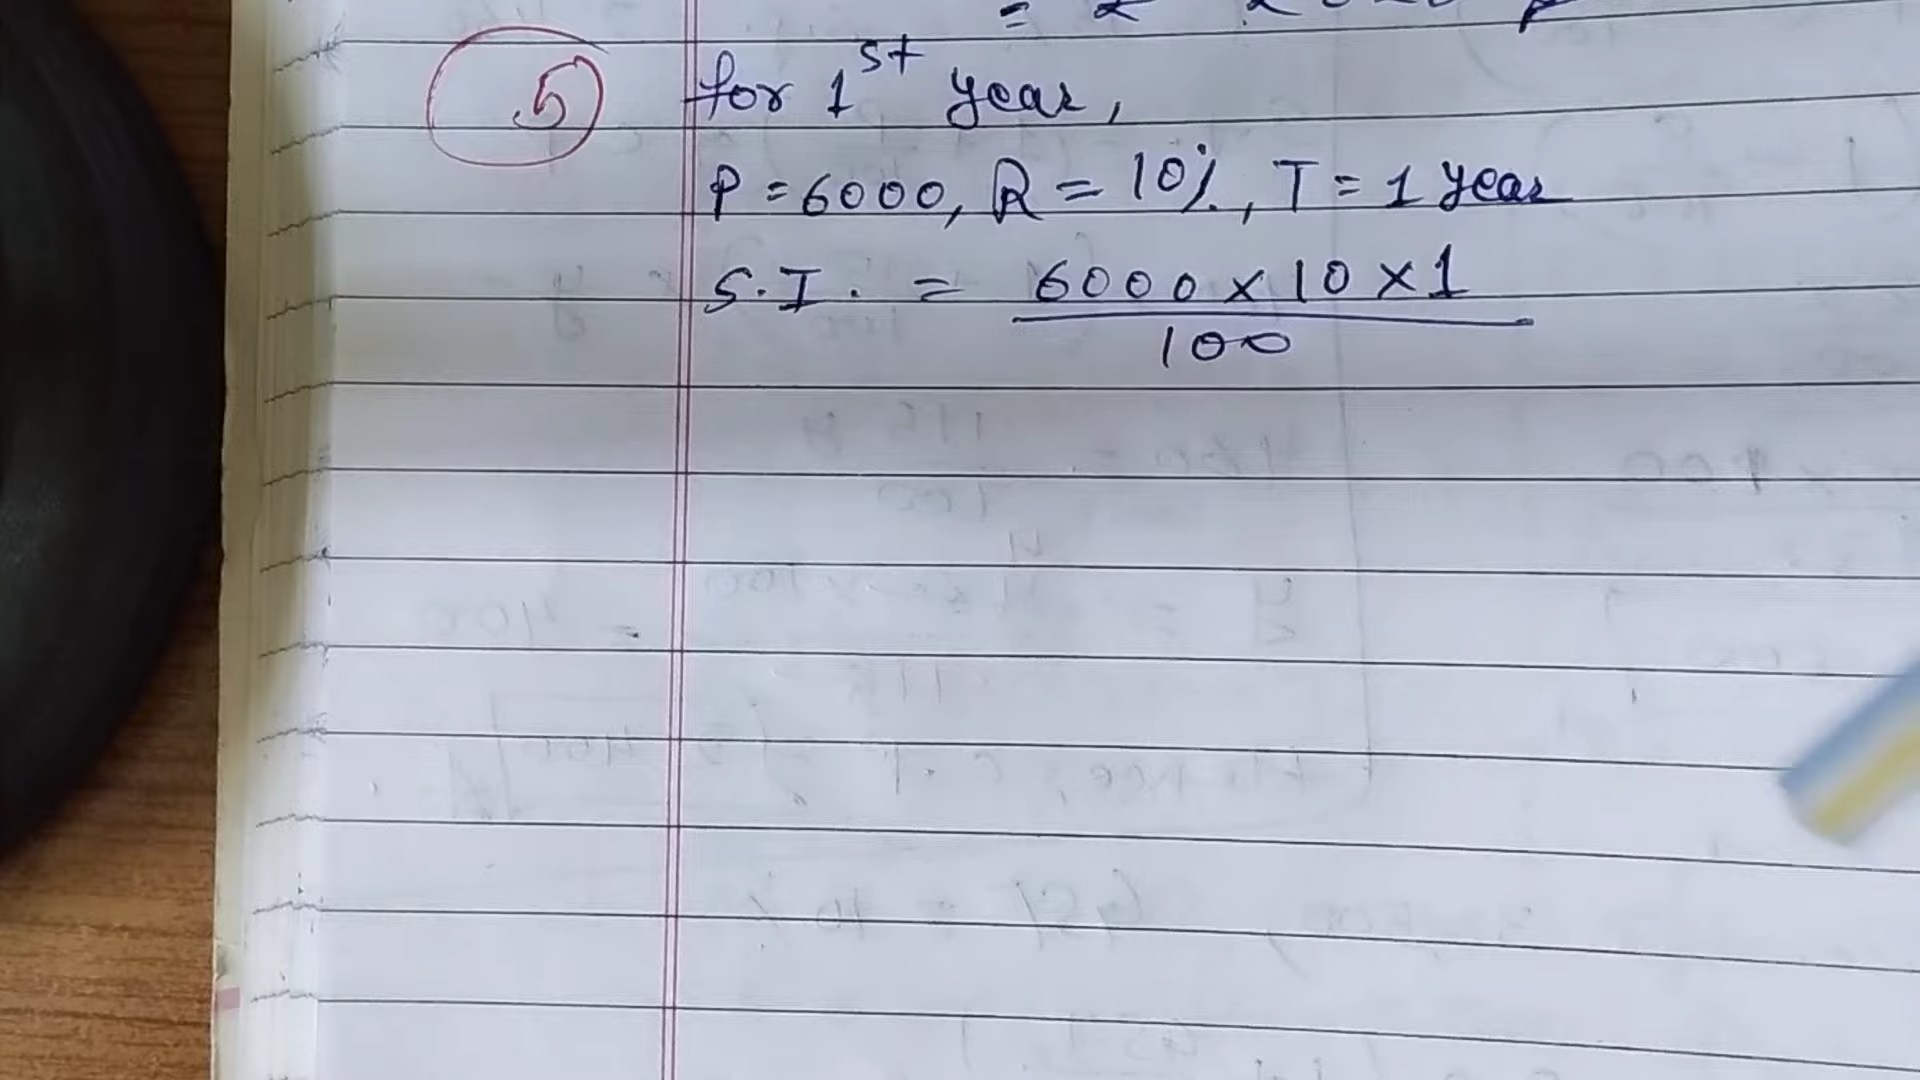 5 for 1st year,
P = 6000, R = 10%, T = 1 year
S.I. = 6000 x 10 x 1
100